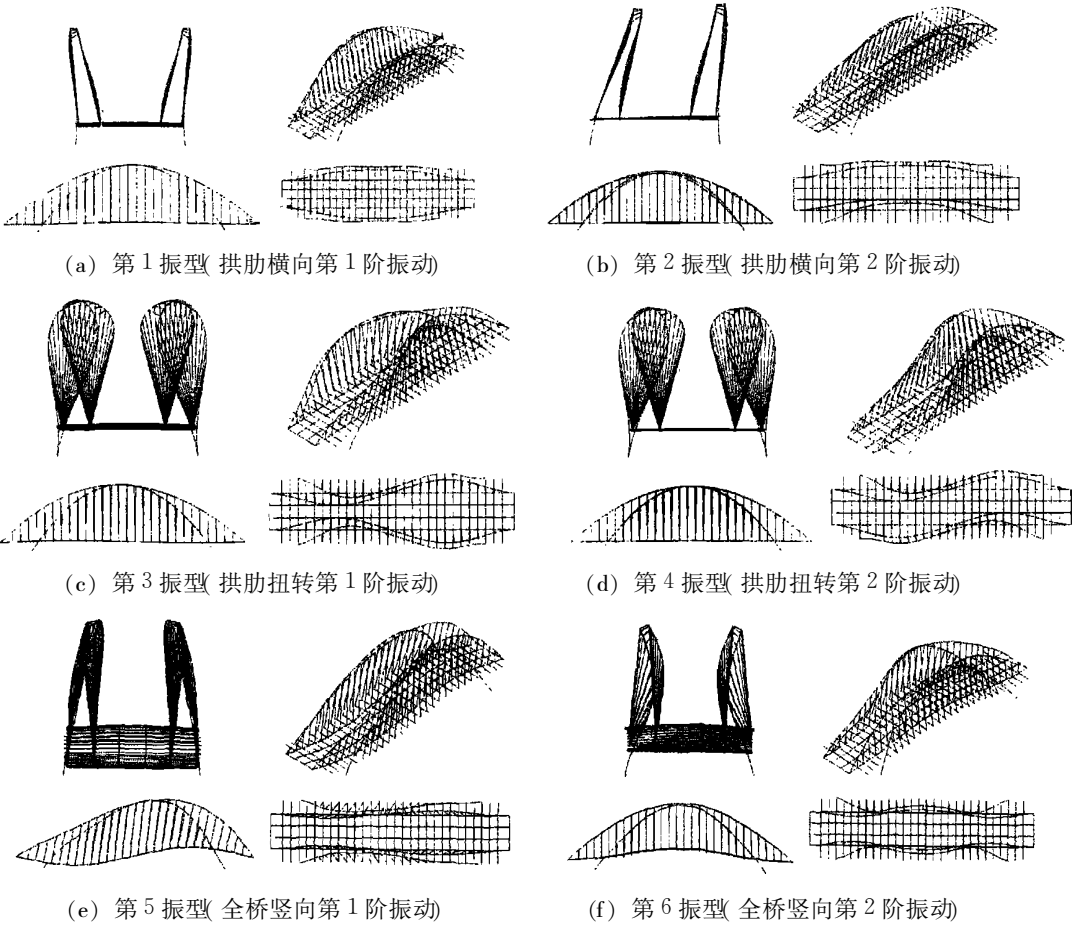 (a) 第1振型(拱肋横向第1阶振动)
(b) 第2振型(拱肋横向第2阶振动)
(c) 第3振型(拱肋扭转第1阶振动)
(d) 第4振型(拱肋扭转第2阶振动)
(e) 第5振型(全桥竖向第1阶振动)
(f) 第6振型(全桥竖向第2阶振动)